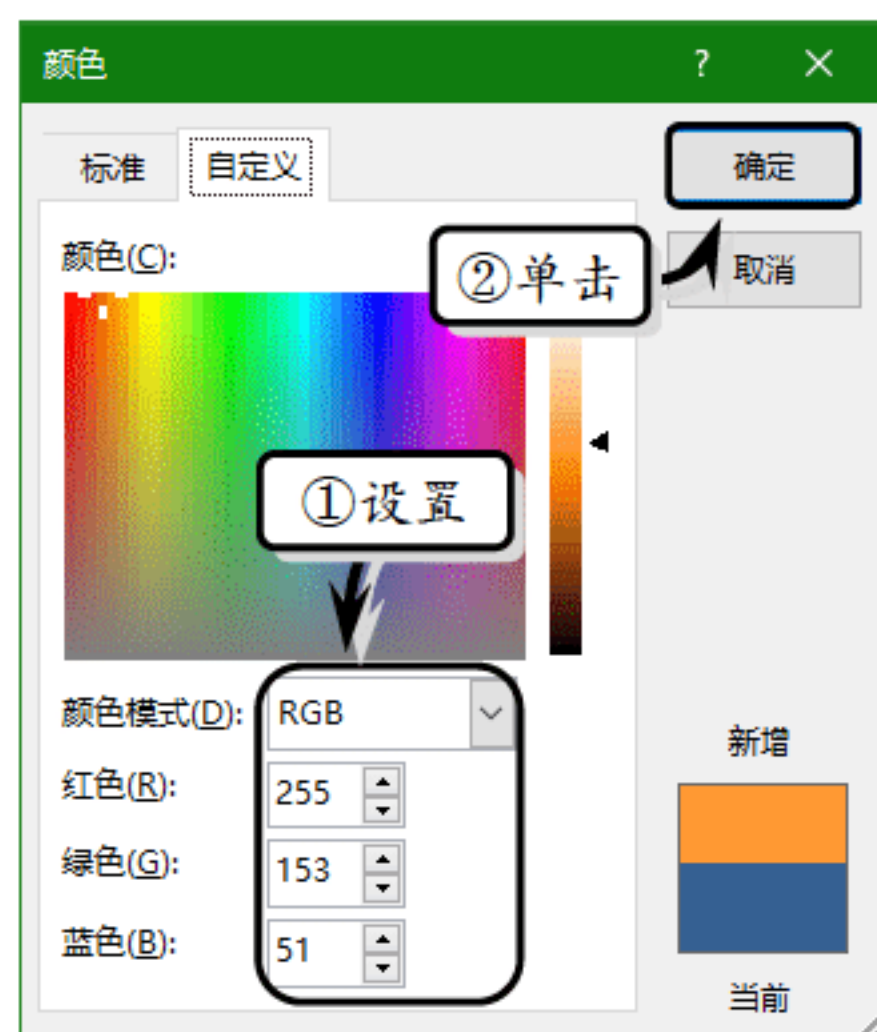 颜色 ? ×
标准 自定义 确定
颜色(C): ②单击 取消
①设置
颜色模式(D): RGB
红色(R): 255
绿色(G): 153
蓝色(B): 51
新增
当前